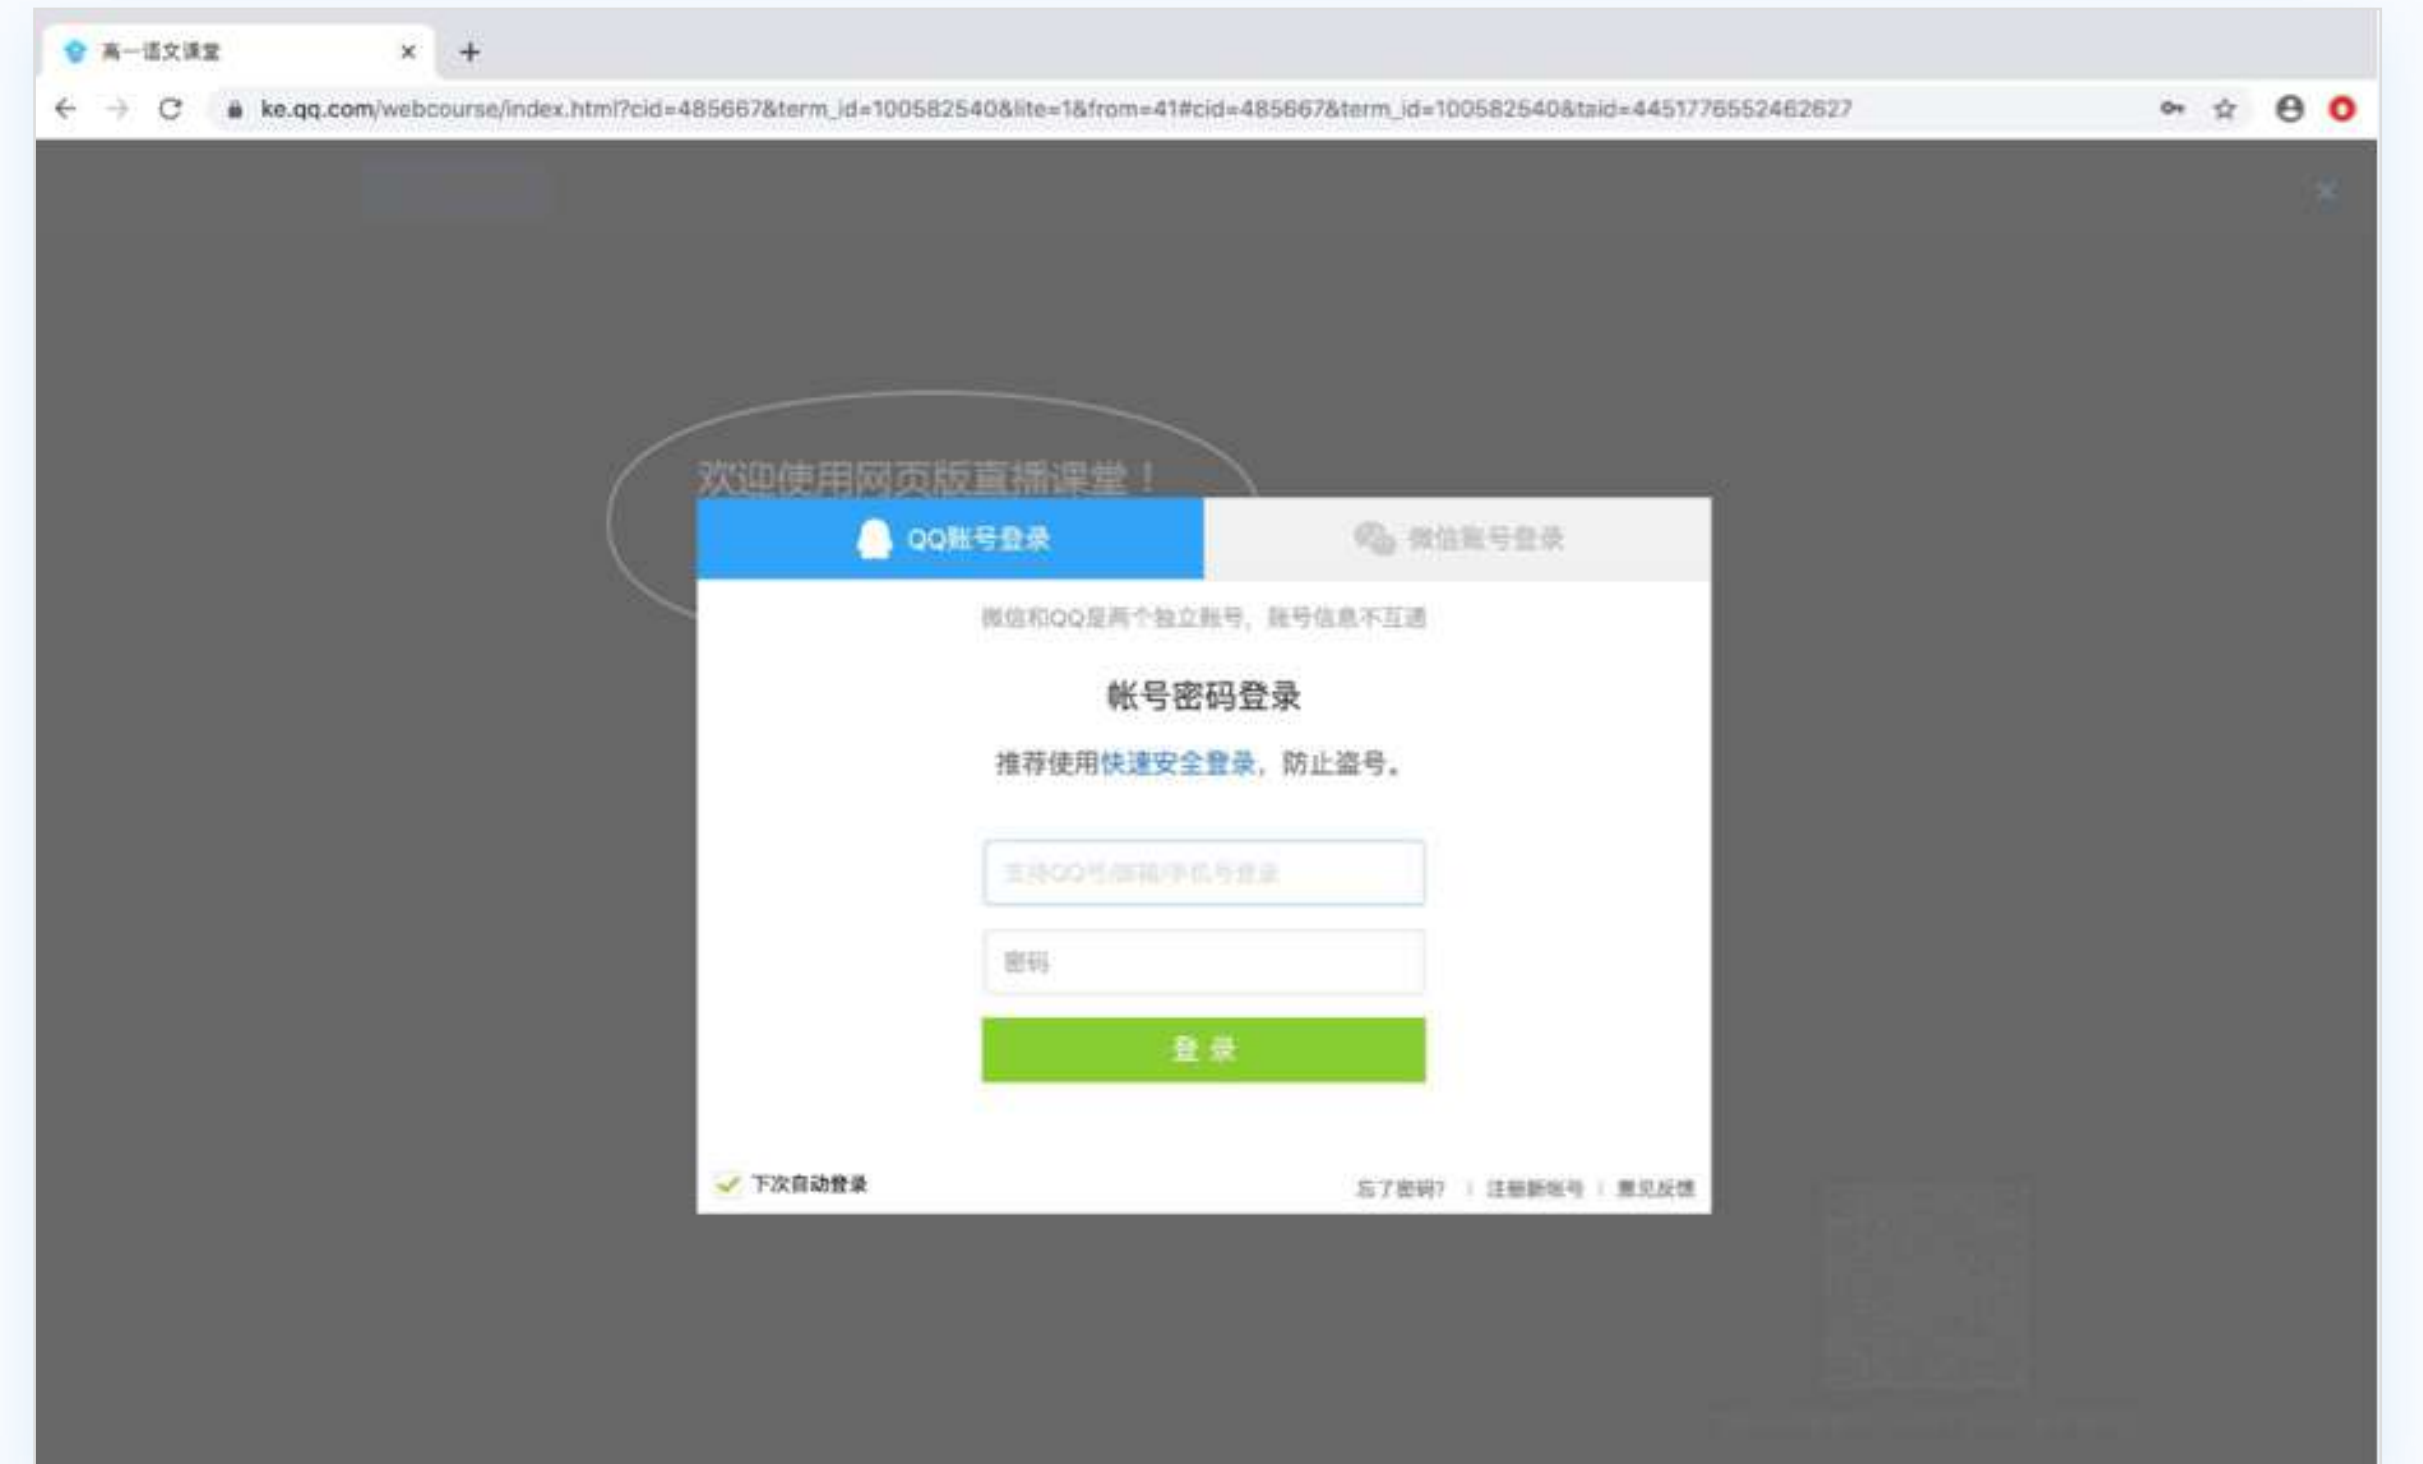 高一语文课堂
ke.qq.com/webcourse/index.html?cid=485667&term_id=100582540&lite=1&from=41#cid=485667&term_id=100582540&taid=4451776552462627
欢迎使用网页版直播课堂！
QQ账号登录
微信账号登录
微信和QQ是两个独立账号，账号信息不互通
帐号密码登录
推荐使用快速安全登录，防止盗号。
支持QQ号/邮箱/手机号登录
密码
登 录
下次自动登录
忘了密码？ | 注册新帐号 | 意见反馈